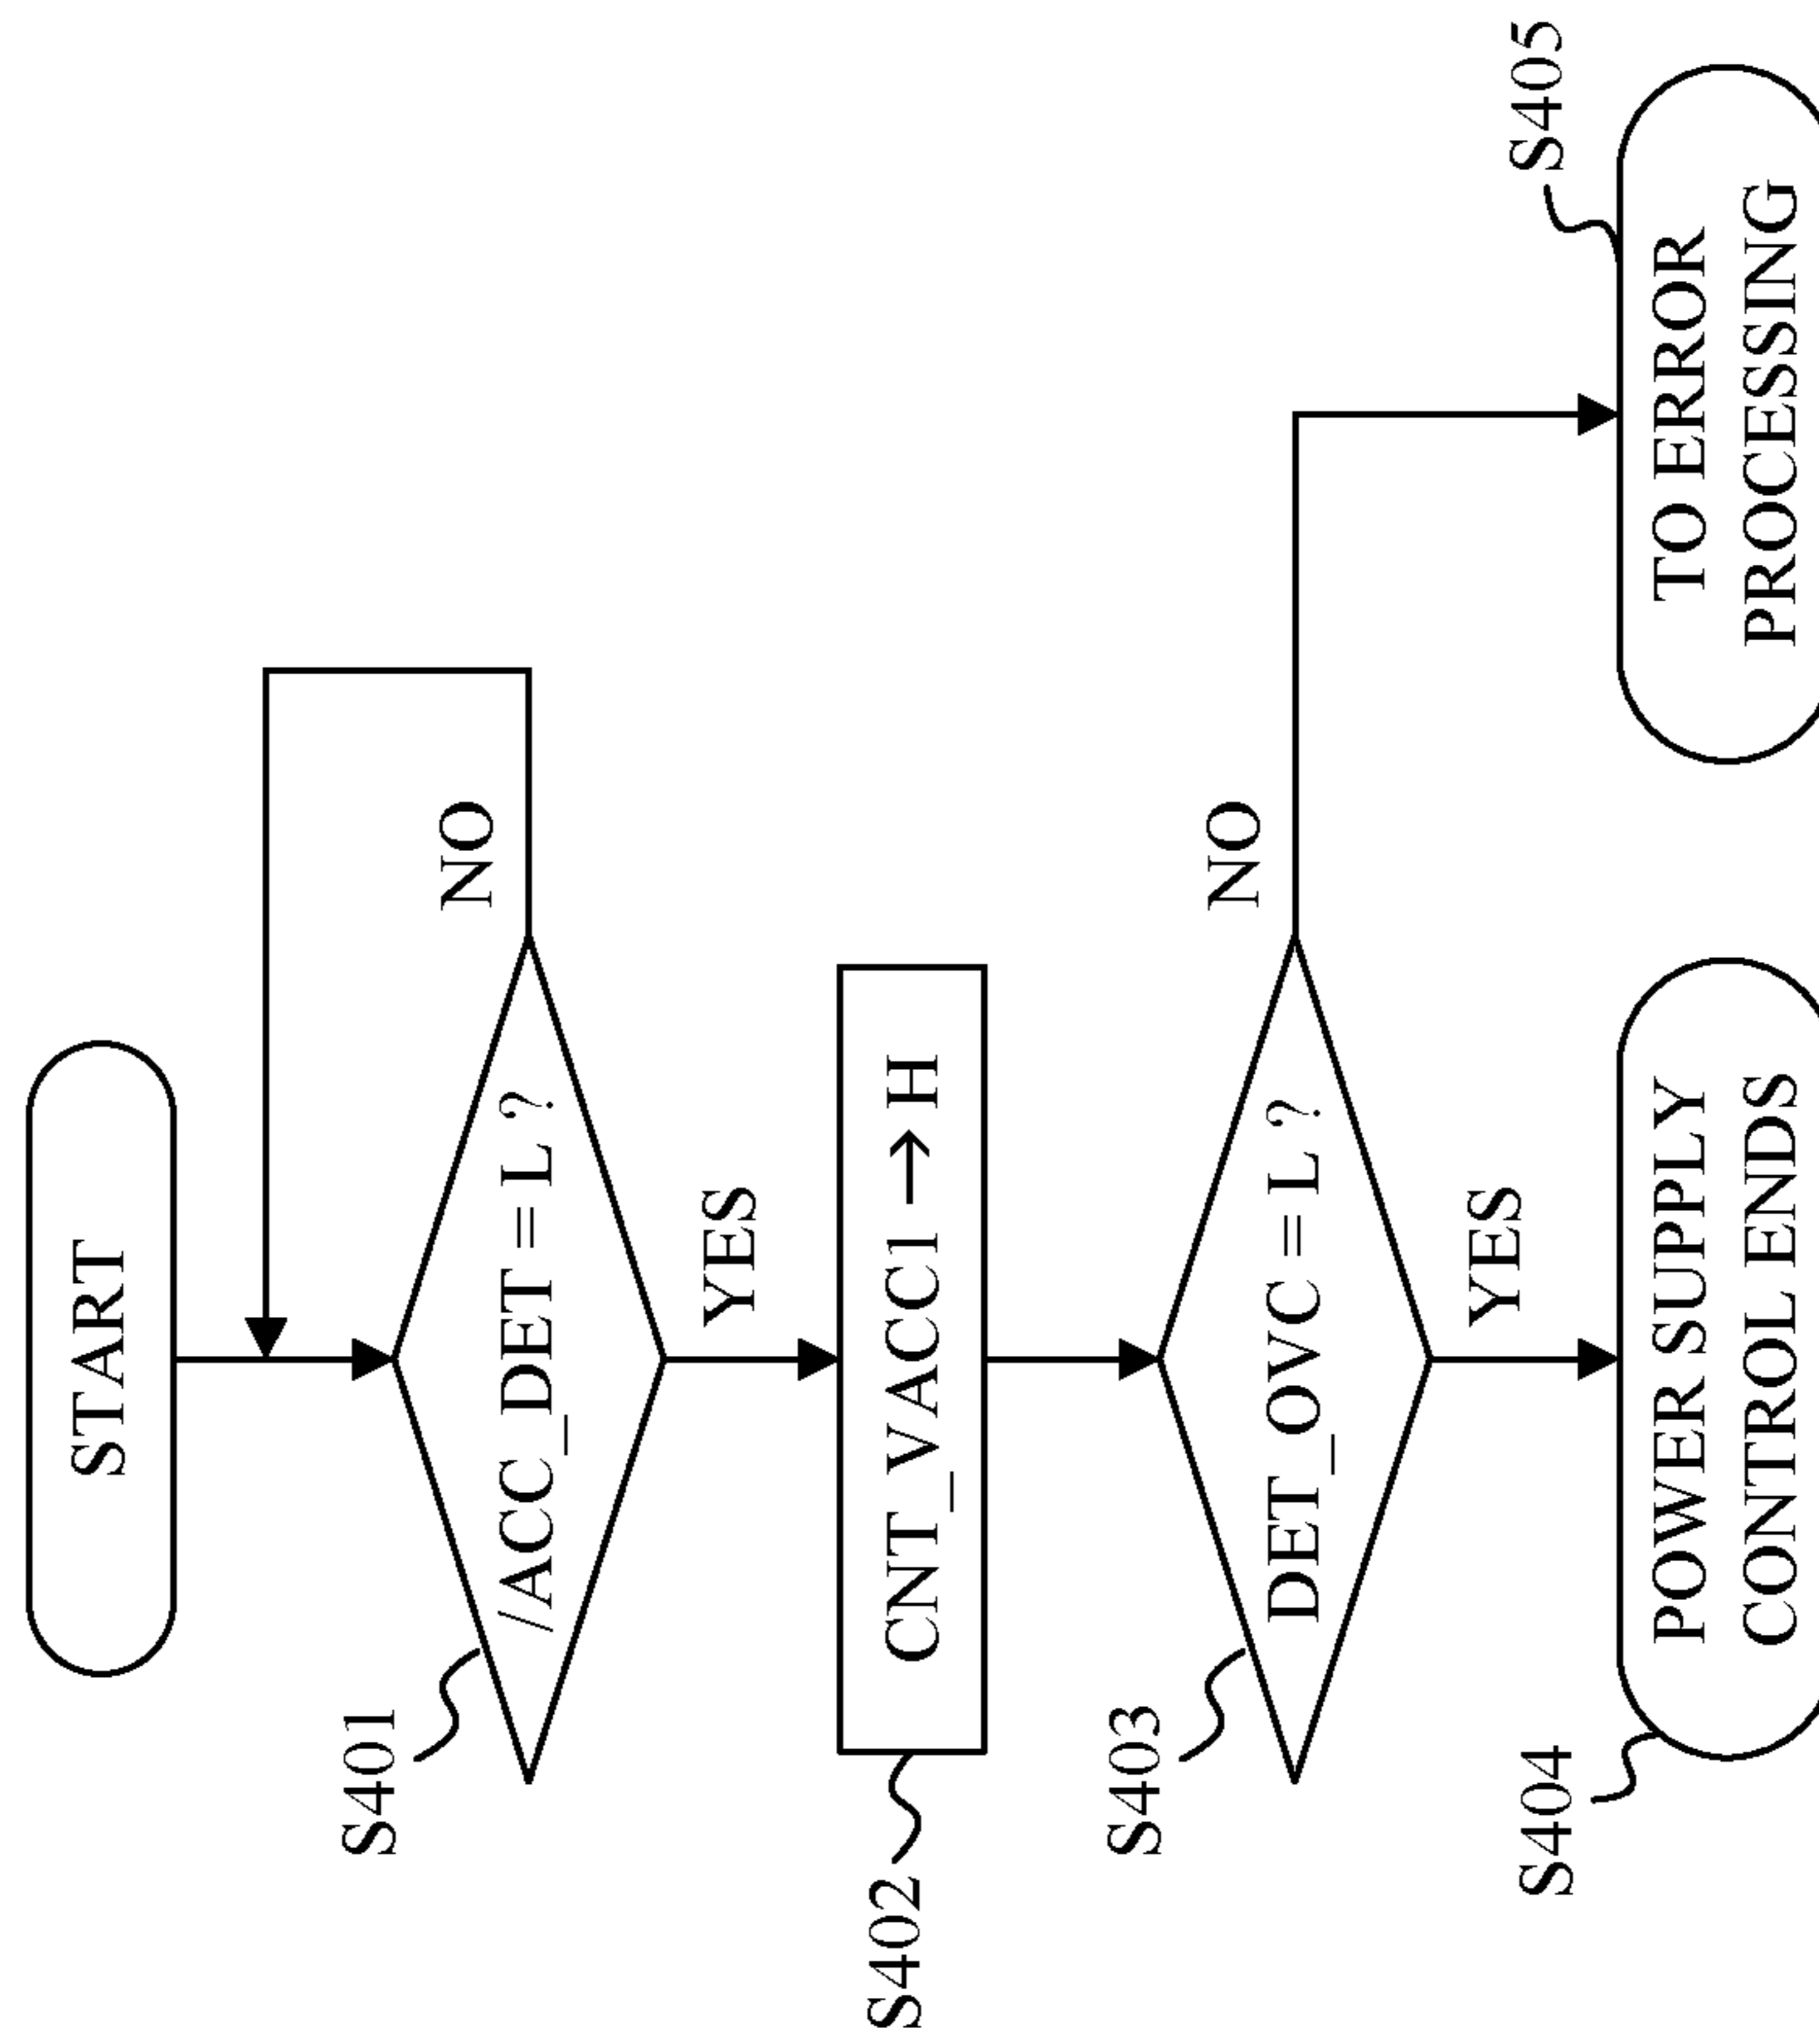 START
S401
/ACC_DET = L ?
NO
YES
S402
CNT_VACC1 → H
S403
DET_OVC = L ?
NO
YES
S404
POWER SUPPLY
CONTROL ENDS
S405
TO ERROR
PROCESSING